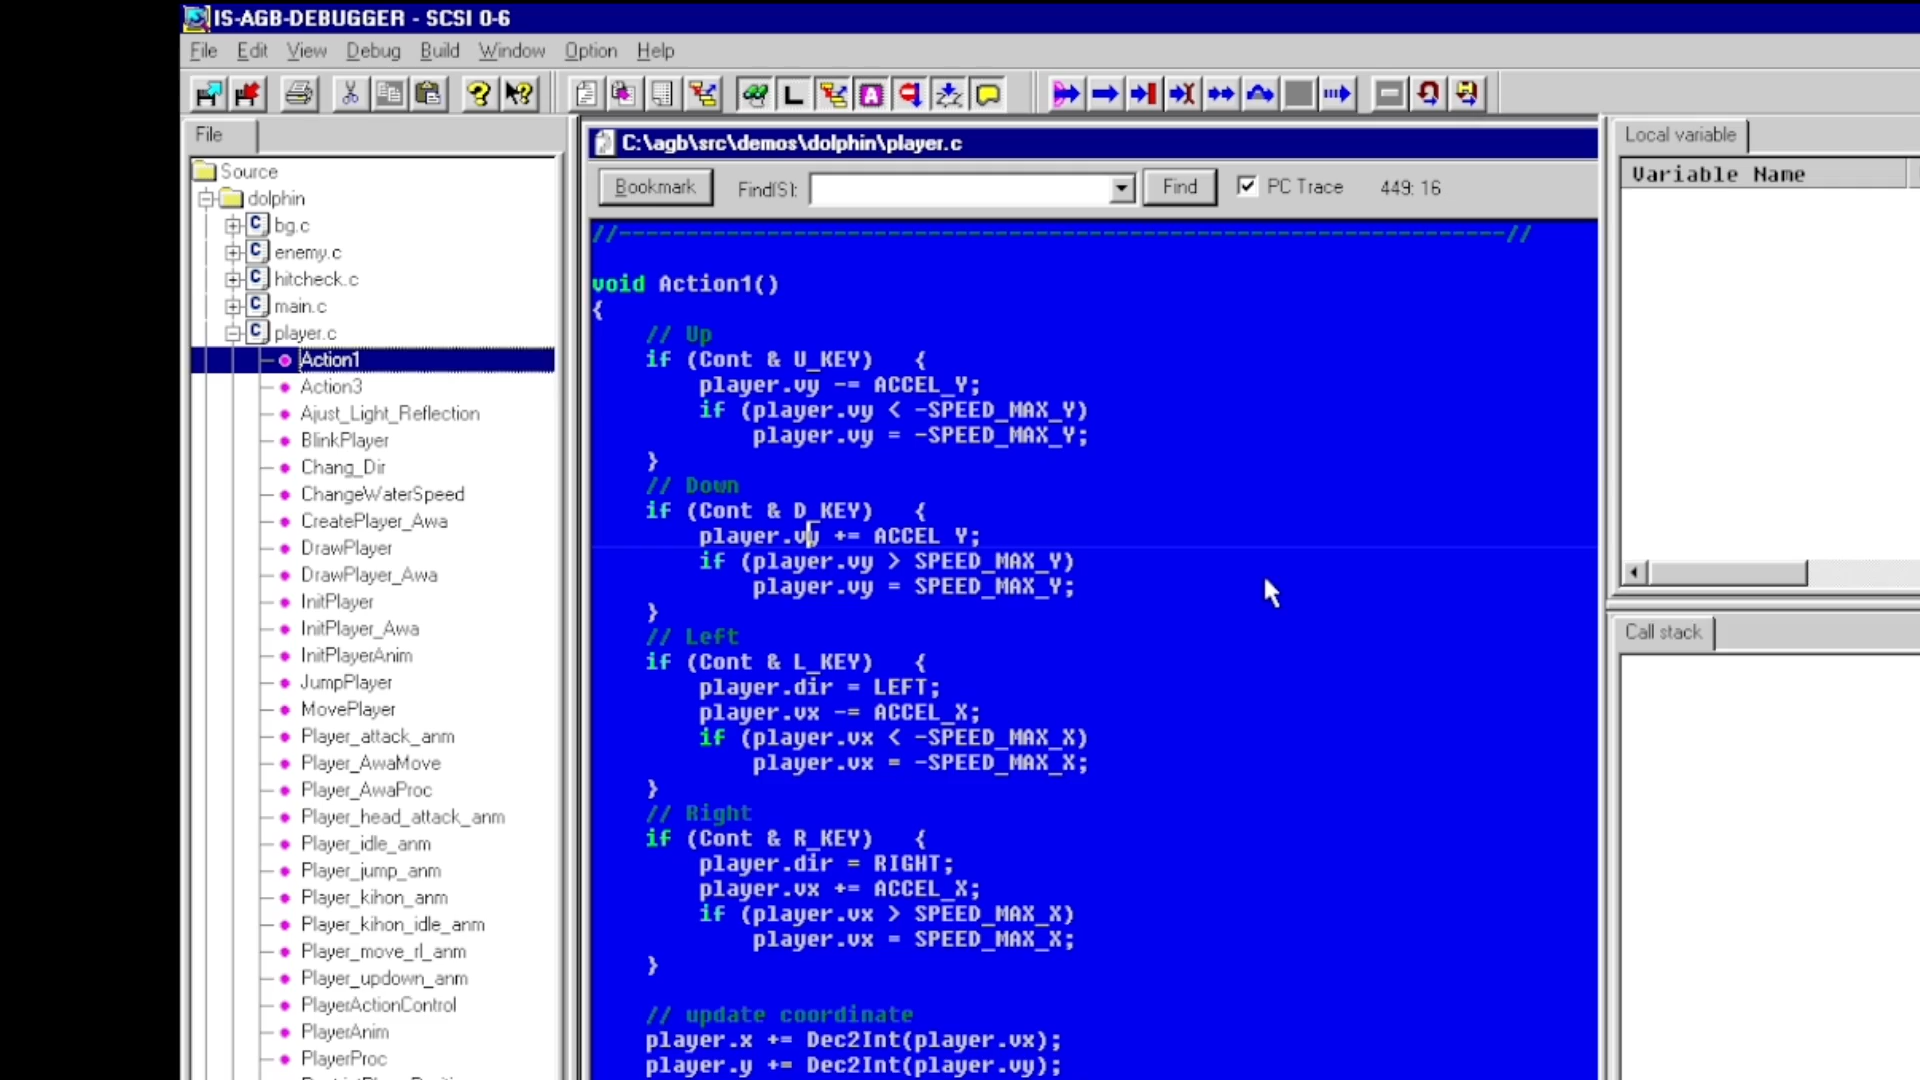 IS-AGB-DEBUGGER - SCSI 0-6
File Edit View Debug Build Window Option Help
File
Source
dolphin
bg.c
enemy.c
hitcheck.c
main.c
player.c
Action1
Action3
Ajust_Light_Reflection
BlinkPlayer
Chang_Dir
ChangeWaterSpeed
CreatePlayer_Awa
DrawPlayer
DrawPlayer_Awa
InitPlayer
InitPlayer_Awa
InitPlayerAnim
JumpPlayer
MovePlayer
Player_attack_anm
Player_AwaMove
Player_AwaProc
Player_head_attack_anm
Player_idle_anm
Player_jump_anm
Player_kihon_anm
Player_kihon_idle_anm
Player_move_rl_anm
Player_updown_anm
PlayerActionControl
PlayerAnim
PlayerProc
C:\agb\src\demos\dolphin\player.c
Bookmark Find(S): Find PC Trace 449: 16
//------------------------------------------------------------------//
void Action1()
{
// Up
if (Cont & U_KEY) {
player.vy -= ACCEL_Y;
if (player.vy < -SPEED_MAX_Y)
player.vy = -SPEED_MAX_Y;
}
// Down
if (Cont & D_KEY) {
player.vy += ACCEL_Y;
if (player.vy > SPEED_MAX_Y)
player.vy = SPEED_MAX_Y;
}
// Left
if (Cont & L_KEY) {
player.dir = LEFT;
player.vx -= ACCEL_X;
if (player.vx < -SPEED_MAX_X)
player.vx = -SPEED_MAX_X;
}
// Right
if (Cont & R_KEY) {
player.dir = RIGHT;
player.vx += ACCEL_X;
if (player.vx > SPEED_MAX_X)
player.vx = SPEED_MAX_X;
}
// update coordinate
player.x += Dec2Int(player.vx);
player.y += Dec2Int(player.vy);
Local variable
Variable Name
Call stack